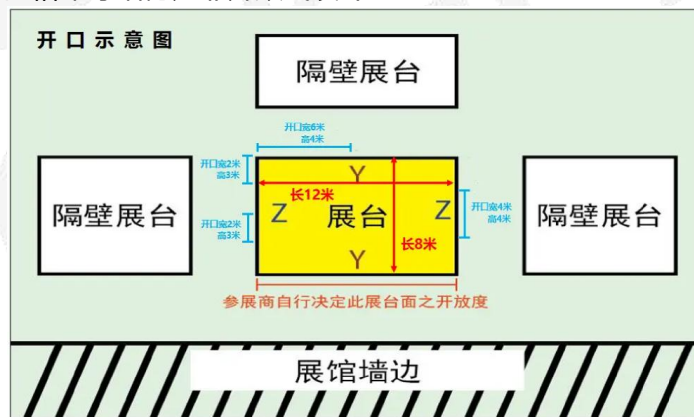 开口示意图
隔壁展台
开口宽6米
高4米
开口宽2米
高3米
Y
长12米
隔壁展台
Z
展台
Z
开口宽4米
高4米
隔壁展台
开口宽2米
高3米
长8米
Y
参展商自行决定此展台面之开放度
展馆墙边